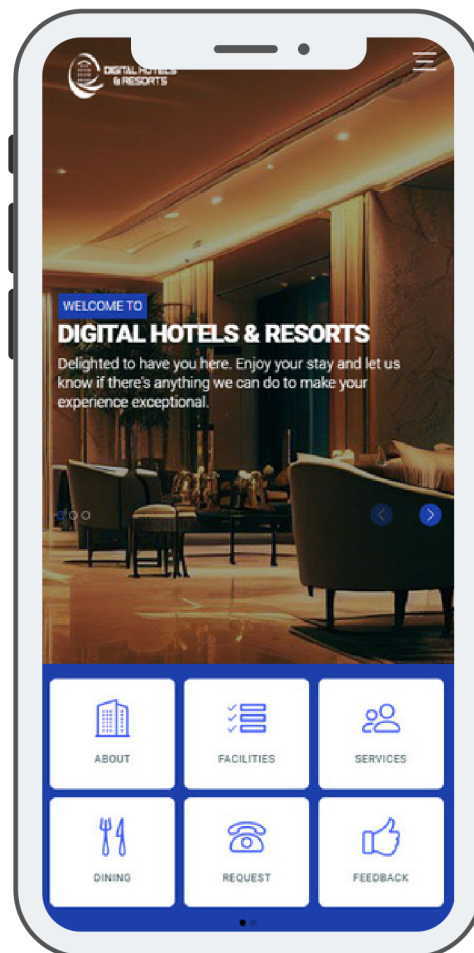 DIGITAL HOTELS
& RESORTS
WELCOME TO
DIGITAL HOTELS & RESORTS
Delighted to have you here. Enjoy your stay and let us
know if there's anything we can do to make your
experience exceptional.
ABOUT
FACILITIES
SERVICES
DINING
REQUEST
FEEDBACK